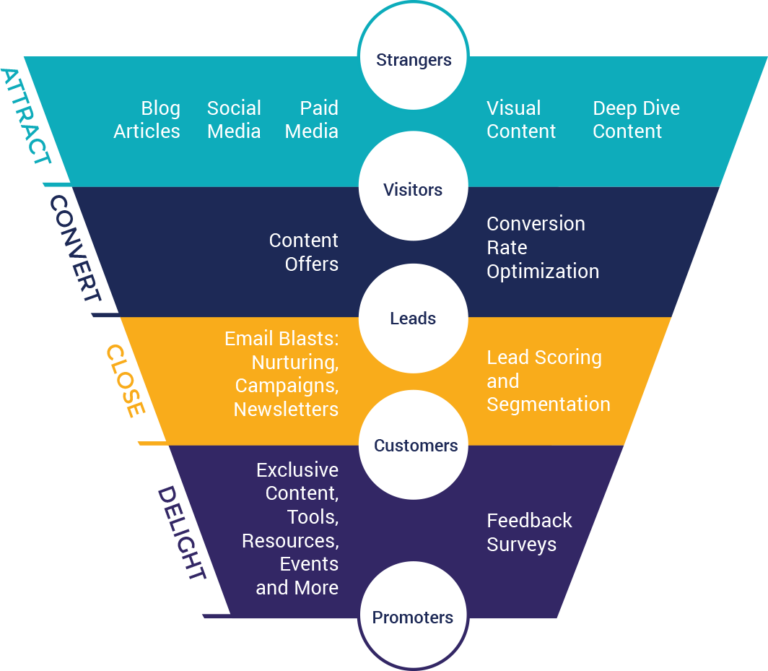 Strangers
ATTRACT
Blog
Articles
Social
Media
Paid
Media
Visual
Content
Deep Dive
Content
Visitors
CONVERT
Content
Offers
Conversion
Rate
Optimization
Leads
CLOSE
Email Blasts:
Nurturing,
Campaigns,
Newsletters
Lead Scoring
and
Segmentation
Customers
DELIGHT
Exclusive
Content,
Tools,
Resources,
Events
and More
Feedback
Surveys
Promoters